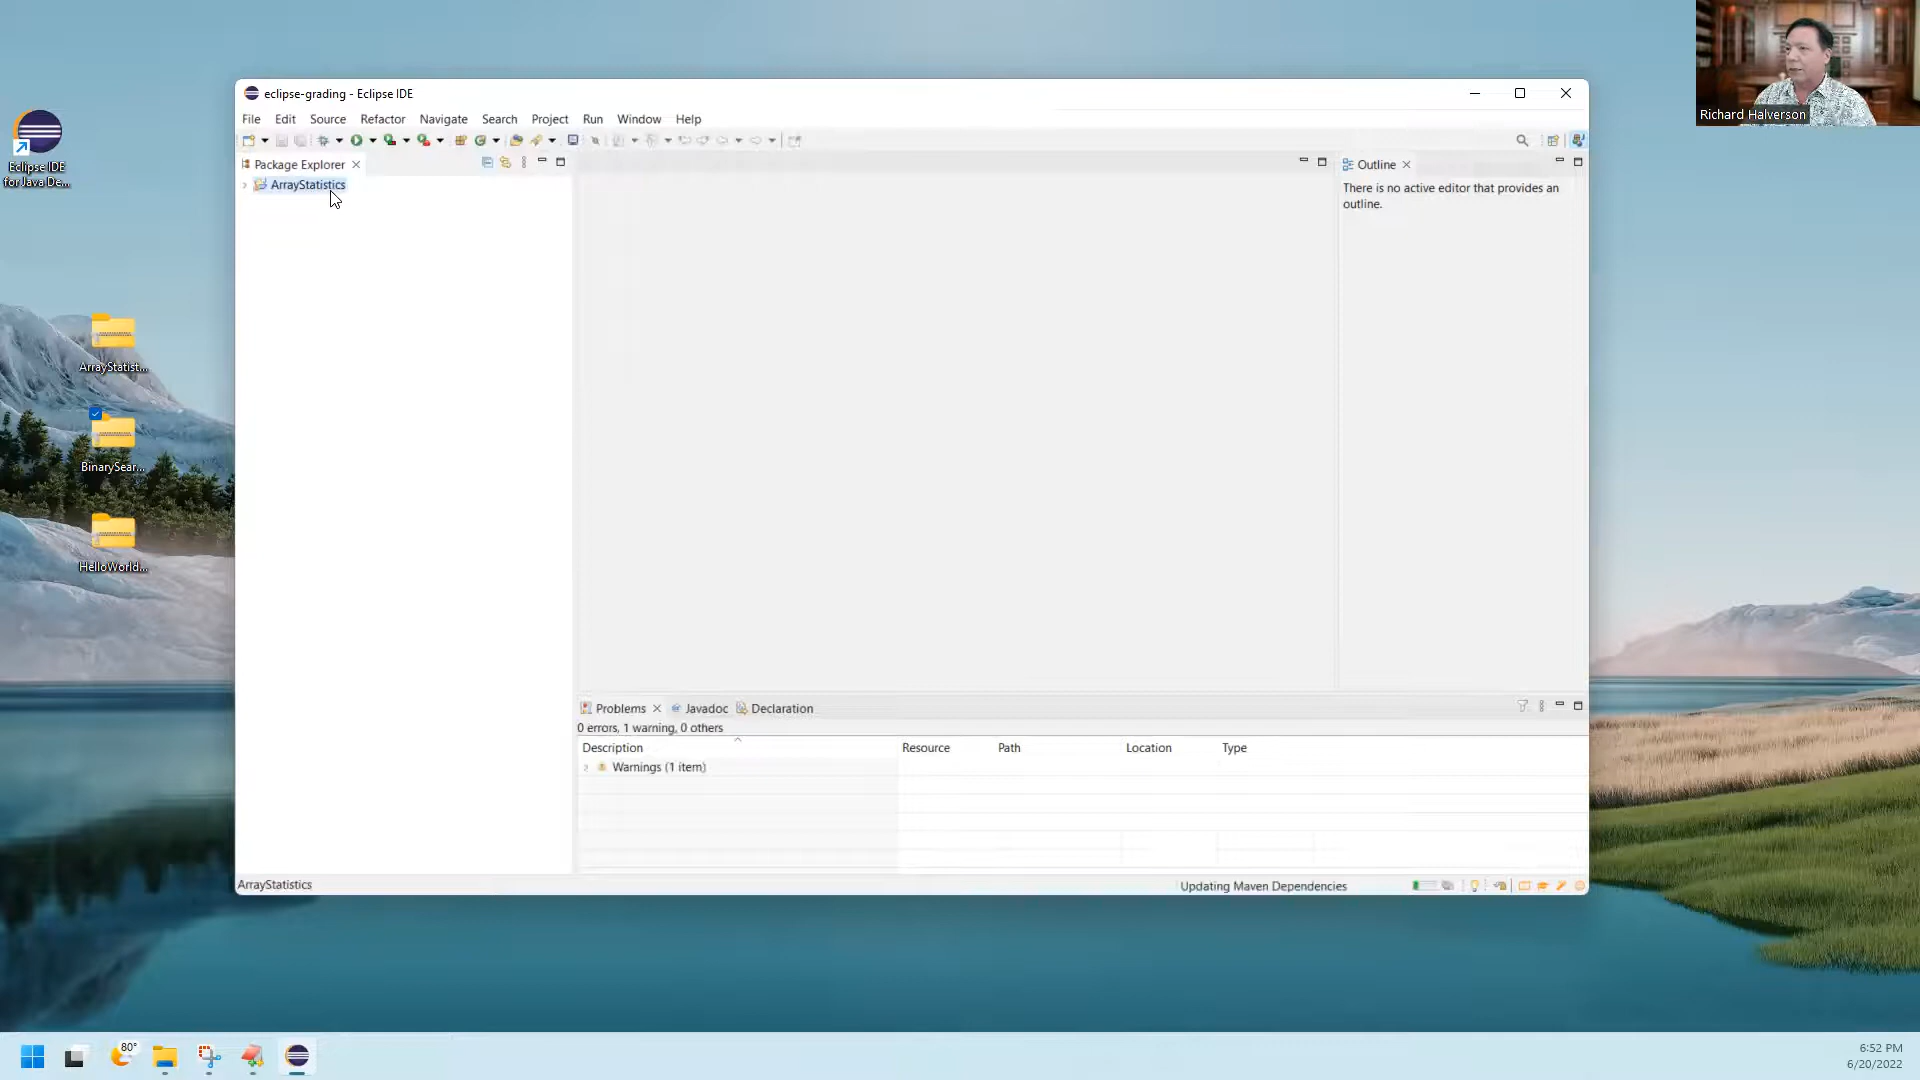 Richard Halverson
Eclipse IDE
for Java De...
ArrayStatist...
BinarySear...
HelloWorld...
eclipse-grading - Eclipse IDE
File Edit Source Refactor Navigate Search Project Run Window Help
Package Explorer
ArrayStatistics
Outline
There is no active editor that provides an
outline.
Problems Javadoc Declaration
0 errors, 1 warning, 0 others
Description Resource Path Location Type
Warnings (1 item)
ArrayStatistics
Updating Maven Dependencies
80°
6:52 PM
6/20/2022